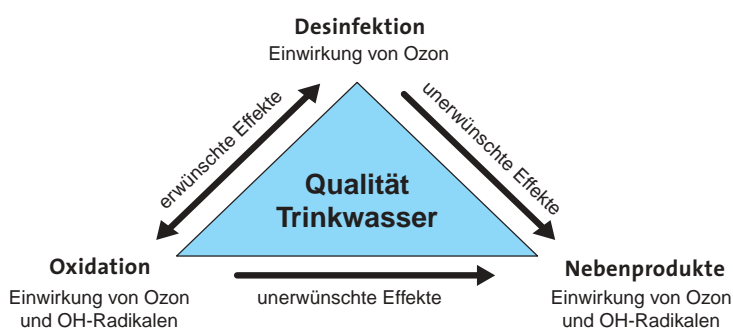 Desinfektion
Einwirkung von Ozon
erwünschte Effekte
unerwünschte Effekte
Qualität
Trinkwasser
Oxidation
Einwirkung von Ozon
und OH-Radikalen
unerwünschte Effekte
Nebenprodukte
Einwirkung von Ozon
und OH-Radikalen